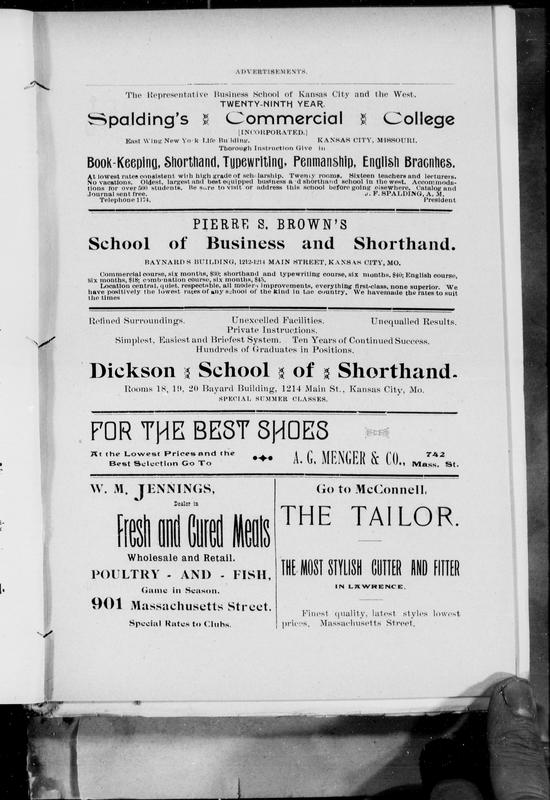 ADVERTISEMENTS.
The Representative Business School of Kansas City and the West.
TWENTY-NINTH YEAR.
Spalding's Commercial College
[INCORPORATED.]
East Wing New York Life Building. KANSAS CITY, MISSOURI.
Thorough Instruction Give in
Book-Keeping, Shorthand, Typewriting, Penmanship, English Bracnhes.
At lowest rates consistent with high grade of scholarship. Twenty rooms. Sixteen teachers and lecturers.
No vacations. Oldest, largest and best equipped business a d shorthand school in the west. Accommoda-
tions for over 500 students. Be sure to visit or address this school before going elsewhere. Catalog and
Journal sent free. J. F. SPALDING, A. M.
Telephone 1174. President
PIERRE S. BROWN'S
School of Business and Shorthand.
BAYNARD'S BUILDING, 1212-1214 MAIN STREET, KANSAS CITY, MO.
Commercial course, six months, $30; shorthand and typewriting course, six months, $40; English course,
six months, $18; combination course, six months, $45.
Location central, quiet, respectable, all modern improvements, everything first-class, none superior. We
have positively the lowest rates of any school of the kind in the country. We havemade the rates to suit
the times
Refined Surroundings. Unexcelled Facilities. Unequalled Results.
Private Instructions.
Simplest, Easiest and Briefest System. Ten Years of Continued Success.
Hundreds of Graduates in Positions.
Dickson School of Shorthand.
Rooms 18, 19, 20 Bayard Building, 1214 Main St., Kansas City, Mo.
SPECIAL SUMMER CLASSES.
FOR THE BEST SHOES
At the Lowest Prices and the
Best Selection Go To
A. G. MENGER & CO., 742
Mass. St.
W. M. JENNINGS,
Dealer in
Fresh and Cured Meats
Wholesale and Retail.
POULTRY - AND - FISH,
Game in Season.
901 Massachusetts Street.
Special Rates to Clubs.
Go to McConnell,
THE TAILOR.
THE MOST STYLISH CUTTER AND FITTER
IN LAWRENCE.
Finest quality, latest styles lowest
prices, Massachusetts Street.